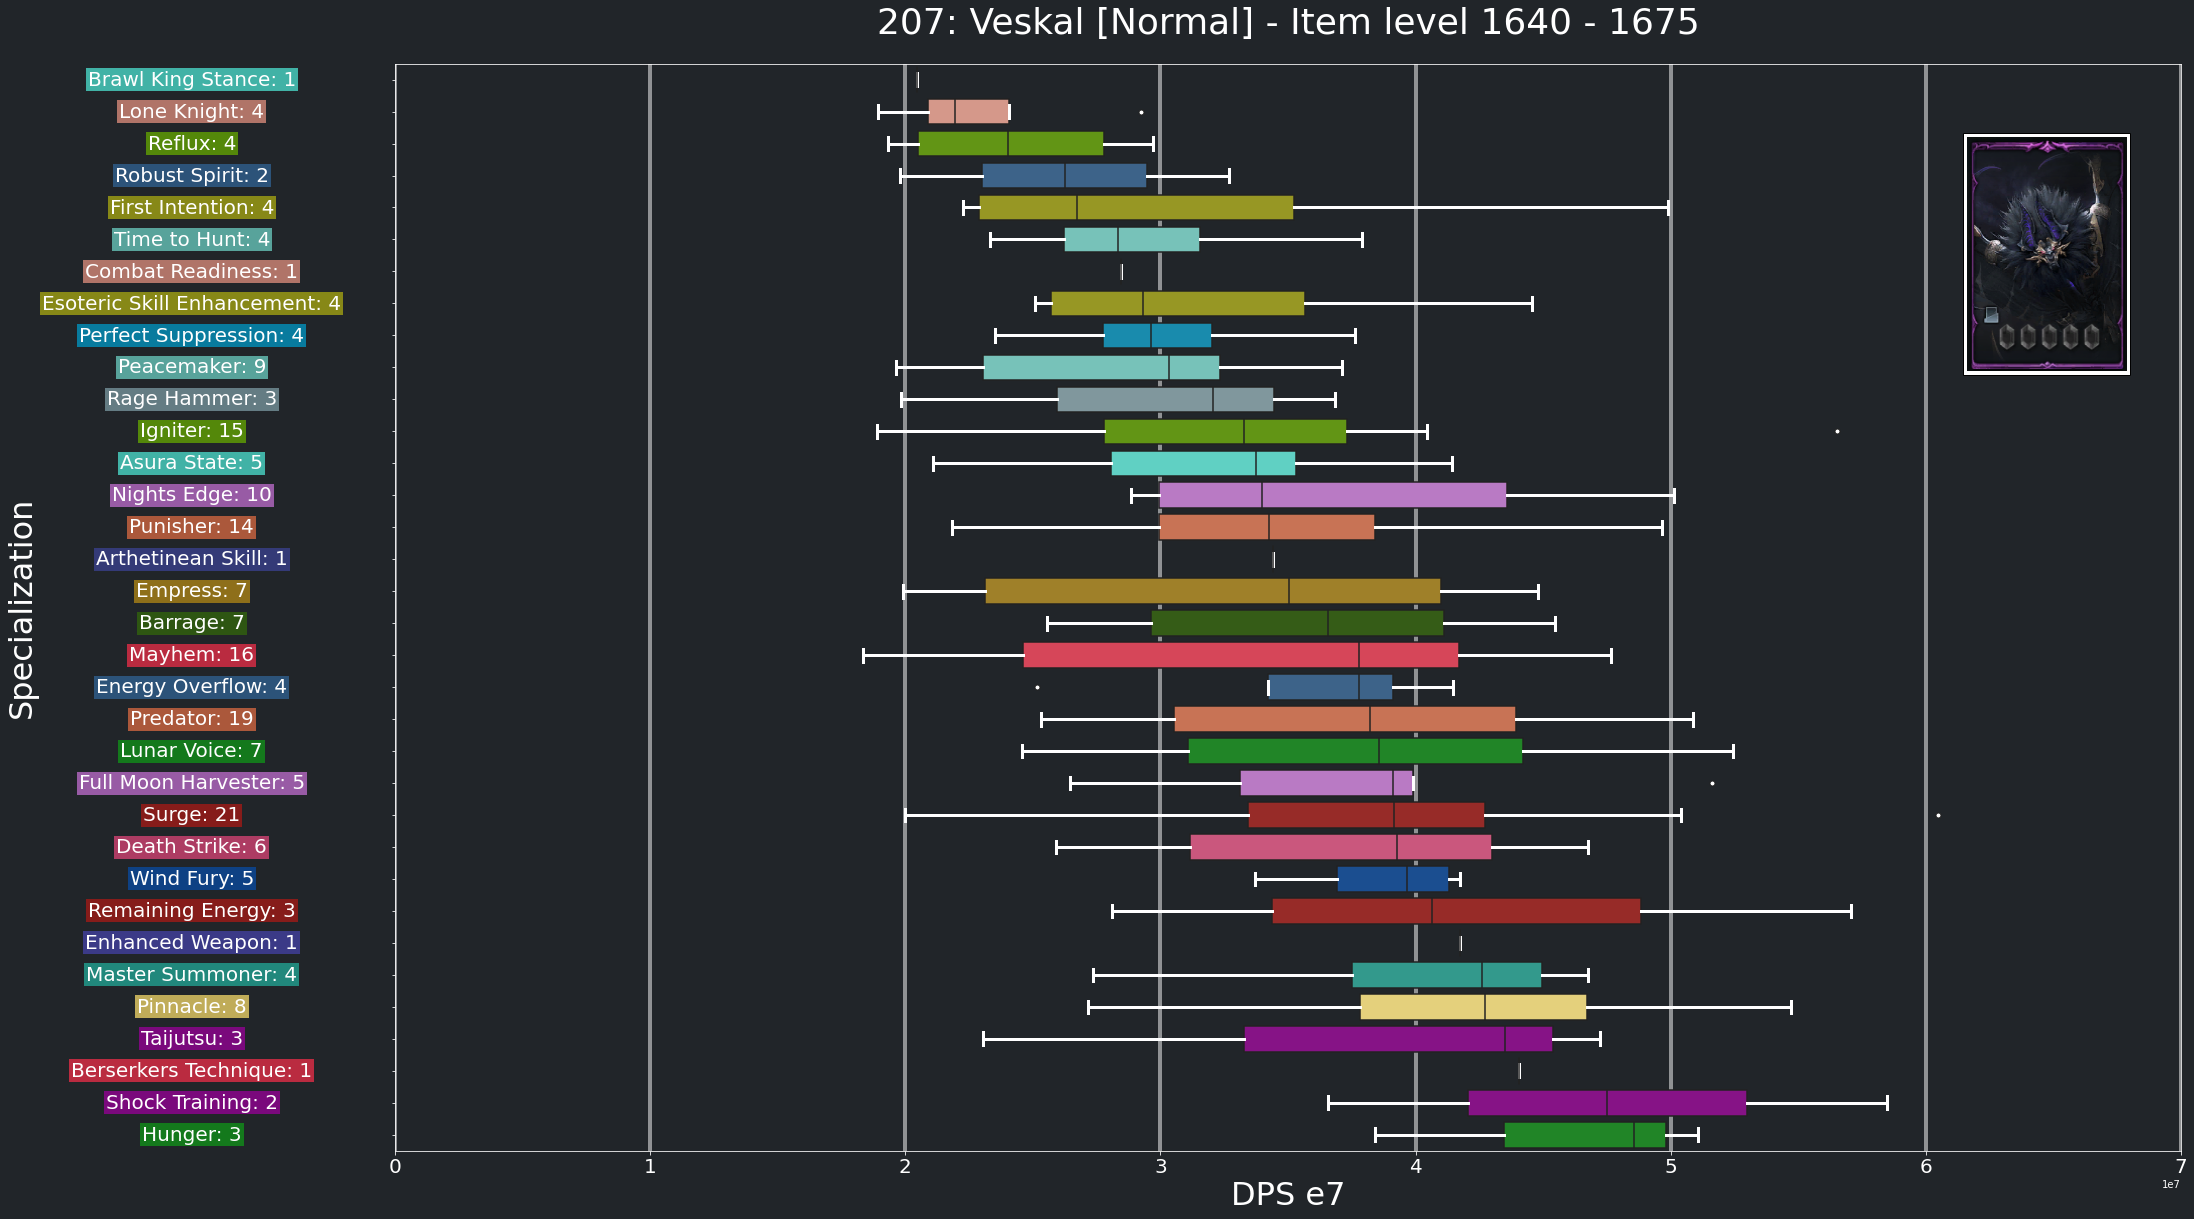 207: Veskal [Normal] - Item level 1640 - 1675
Specialization
Brawl King Stance: 1
Lone Knight: 4
Reflux: 4
Robust Spirit: 2
First Intention: 4
Time to Hunt: 4
Combat Readiness: 1
Esoteric Skill Enhancement: 4
Perfect Suppression: 4
Peacemaker: 9
Rage Hammer: 3
Igniter: 15
Asura State: 5
Nights Edge: 10
Punisher: 14
Arthetinean Skill: 1
Empress: 7
Barrage: 7
Mayhem: 16
Energy Overflow: 4
Predator: 19
Lunar Voice: 7
Full Moon Harvester: 5
Surge: 21
Death Strike: 6
Wind Fury: 5
Remaining Energy: 3
Enhanced Weapon: 1
Master Summoner: 4
Pinnacle: 8
Taijutsu: 3
Berserkers Technique: 1
Shock Training: 2
Hunger: 3
0 1 2 3 4 5 6 7
1e7
DPS e7